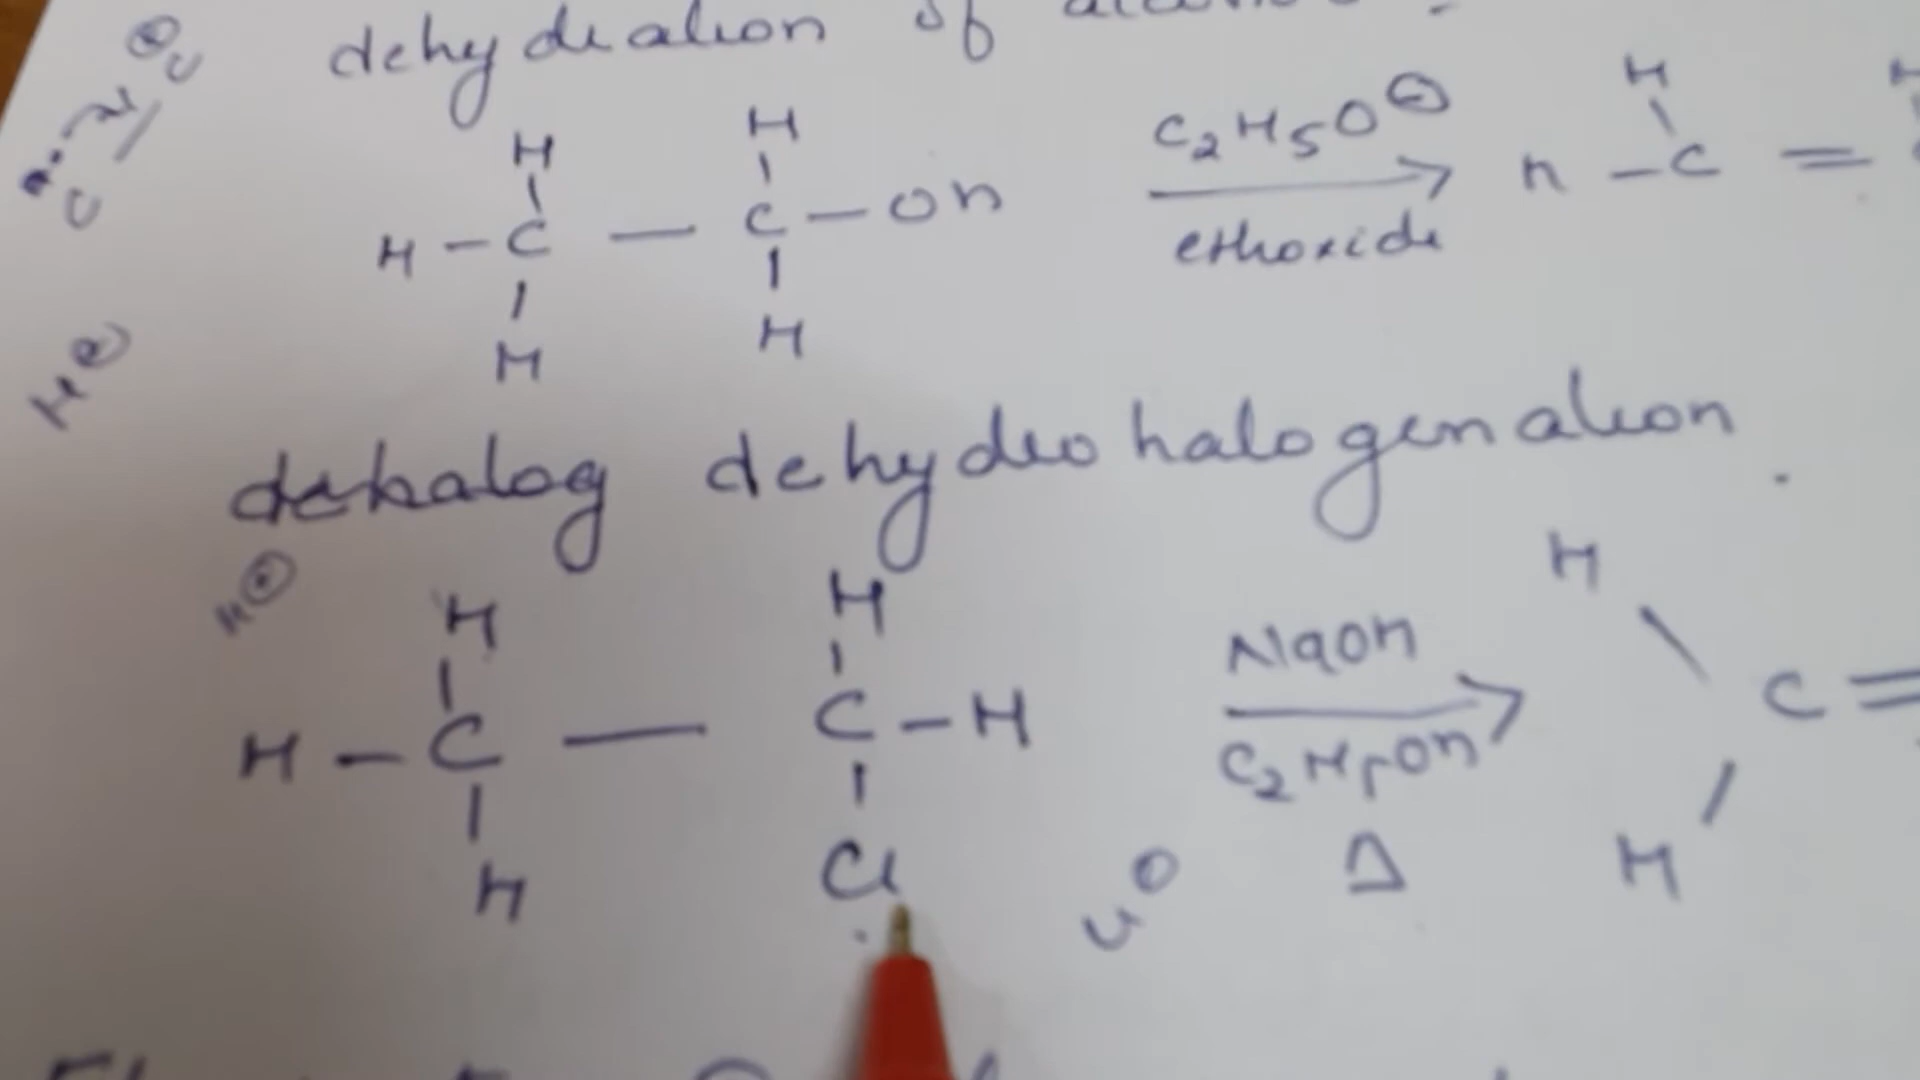 dehydration of
H H
H - C — C - OH
H H
C2H5O⊖
ethoxide
H
H - C =
dehalog dehydrohalogenation.
H H
H - C — C - H
H Cl
NaOH
C2H5OH
Δ
H
C =
H